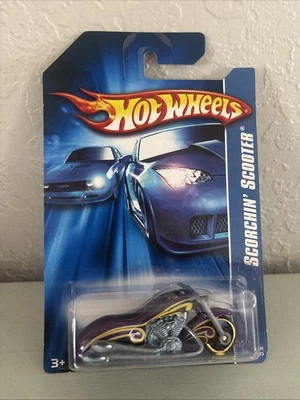 HOT WHEELS
SCORCHIN' SCOOTER®
3+